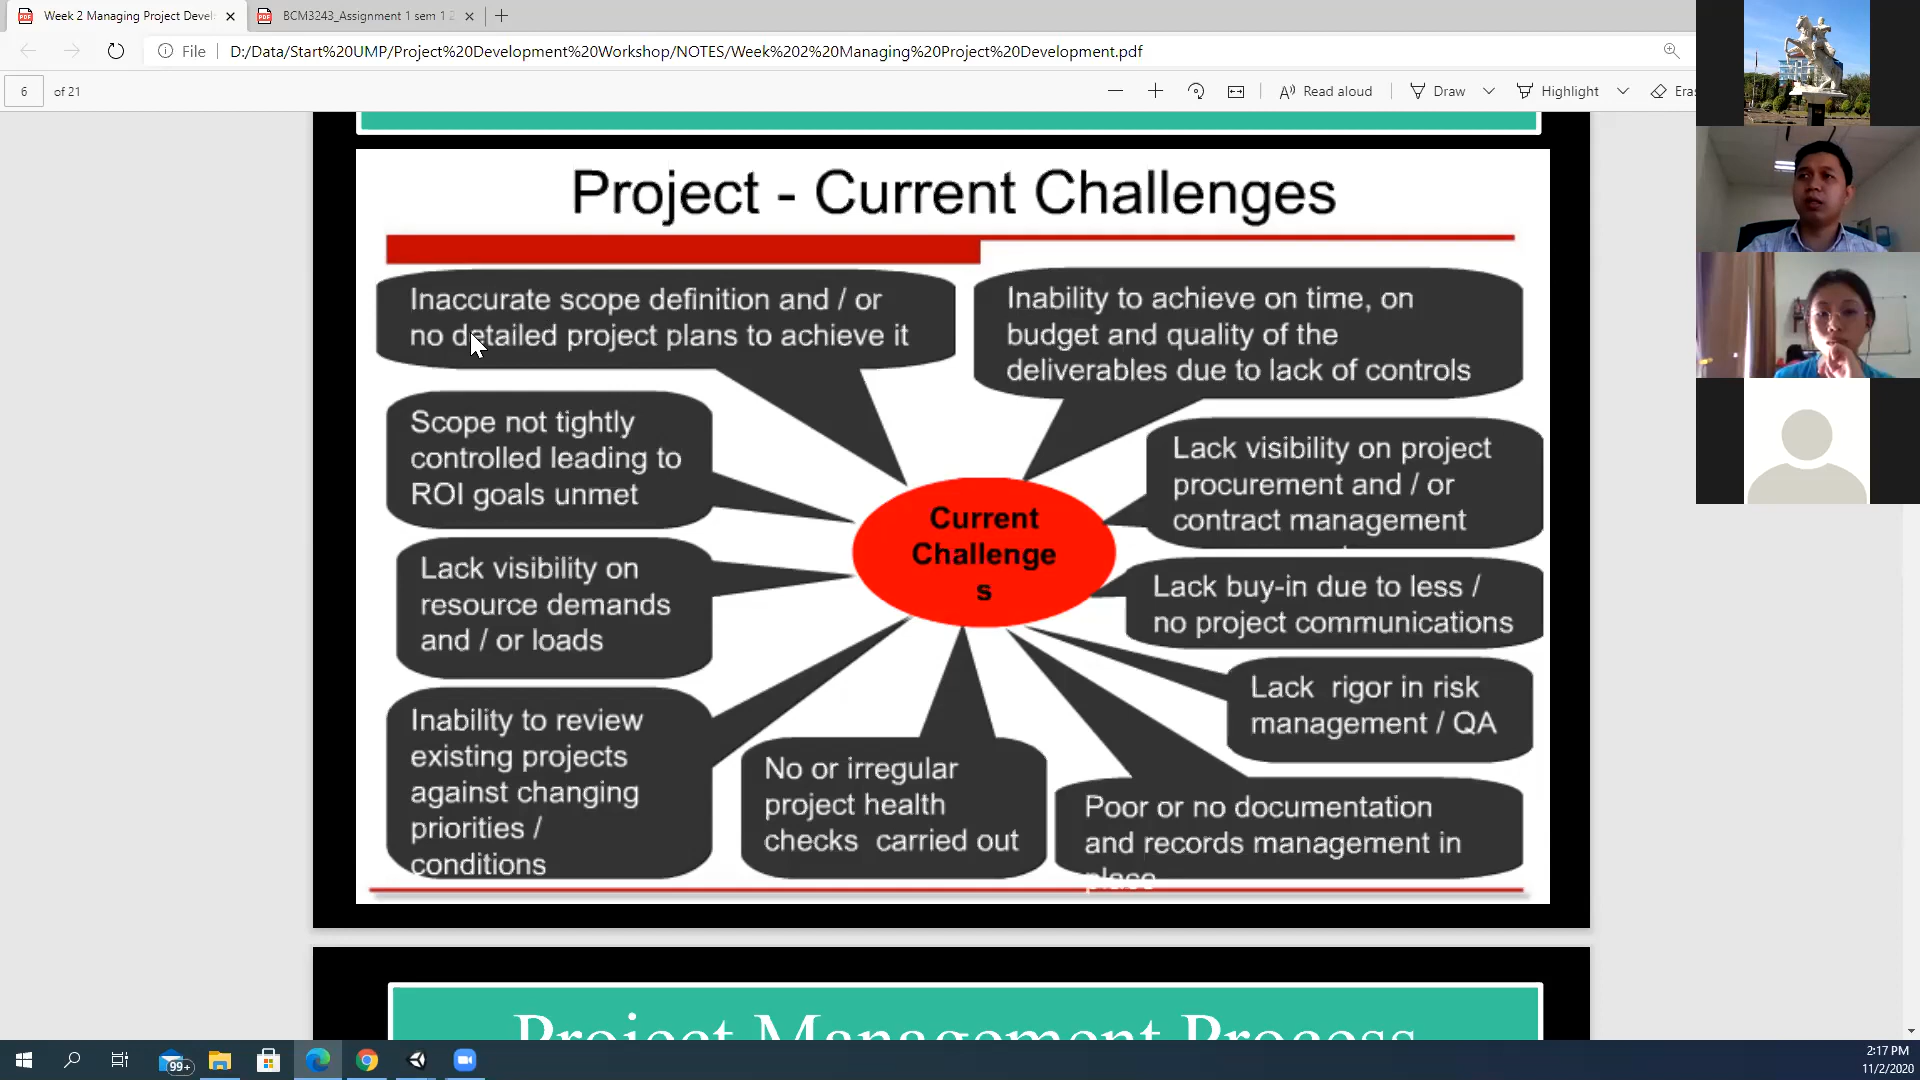 Week 2 Managing Project Devel
BCM3243_Assignment 1 sem 1 2
File
D:/Data/Start%20UMP/Project%20Development%20Workshop/NOTES/Week%202%20Managing%20Project%20Development.pdf
6 of 21
Read aloud
Draw
Highlight
Eras
Project - Current Challenges
Inaccurate scope definition and / or
no detailed project plans to achieve it
Inability to achieve on time, on
budget and quality of the
deliverables due to lack of controls
Scope not tightly
controlled leading to
ROI goals unmet
Lack visibility on project
procurement and / or
contract management
Current
Challenge
s
Lack visibility on
resource demands
and / or loads
Lack buy-in due to less /
no project communications
Lack rigor in risk
management / QA
Inability to review
existing projects
against changing
priorities /
conditions
No or irregular
project health
checks carried out
Poor or no documentation
and records management in
place
Project Management Process
99+
2:17 PM
11/2/2020